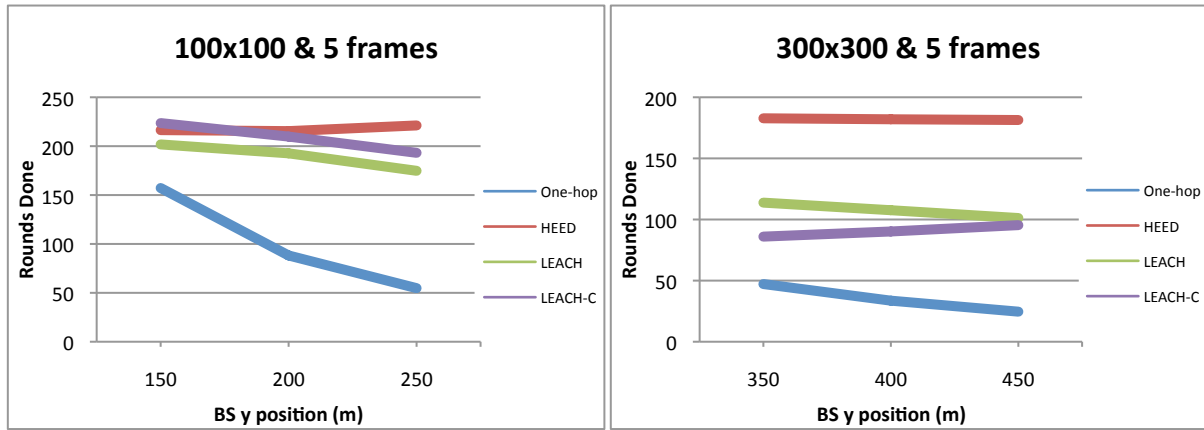 100x100 & 5 frames
250
200
150
100
50
0
Rounds Done
150 200 250
BS y position (m)
One-hop
HEED
LEACH
LEACH-C
300x300 & 5 frames
200
150
100
50
0
Rounds Done
350 400 450
BS y position (m)
One-hop
HEED
LEACH
LEACH-C